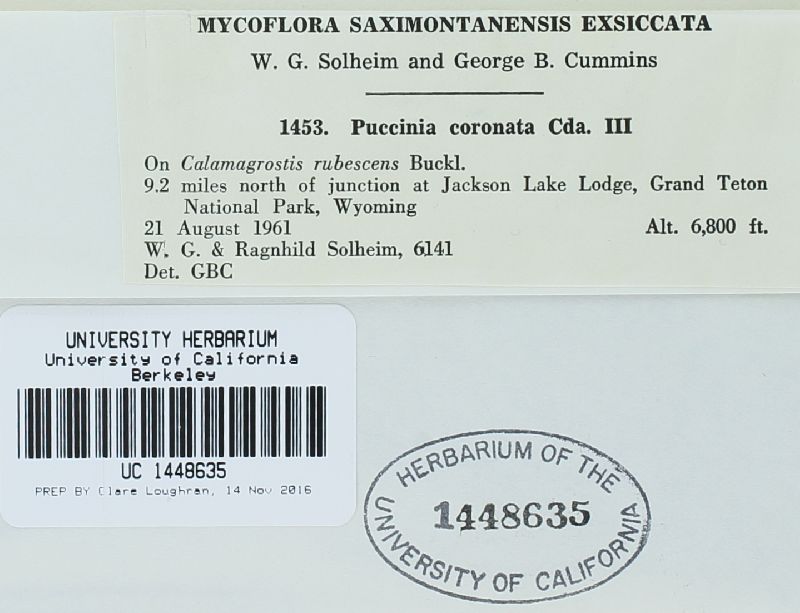 MYCOFLORA SAXIMONTANENSIS EXSICCATA
W. G. Solheim and George B. Cummins
1453. Puccinia coronata Cda. III
On Calamagrostis rubescens Buckl.
9.2 miles north of junction at Jackson Lake Lodge, Grand Teton
National Park, Wyoming
21 August 1961 Alt. 6,800 ft.
W. G. & Ragnhild Solheim, 6141
Det. GBC
UNIVERSITY HERBARIUM
University of California
Berkeley
UC 1448635
PREP BY Clare Loughran, 14 Nov 2016
HERBARIUM OF THE
1448635
UNIVERSITY OF CALIFORNIA